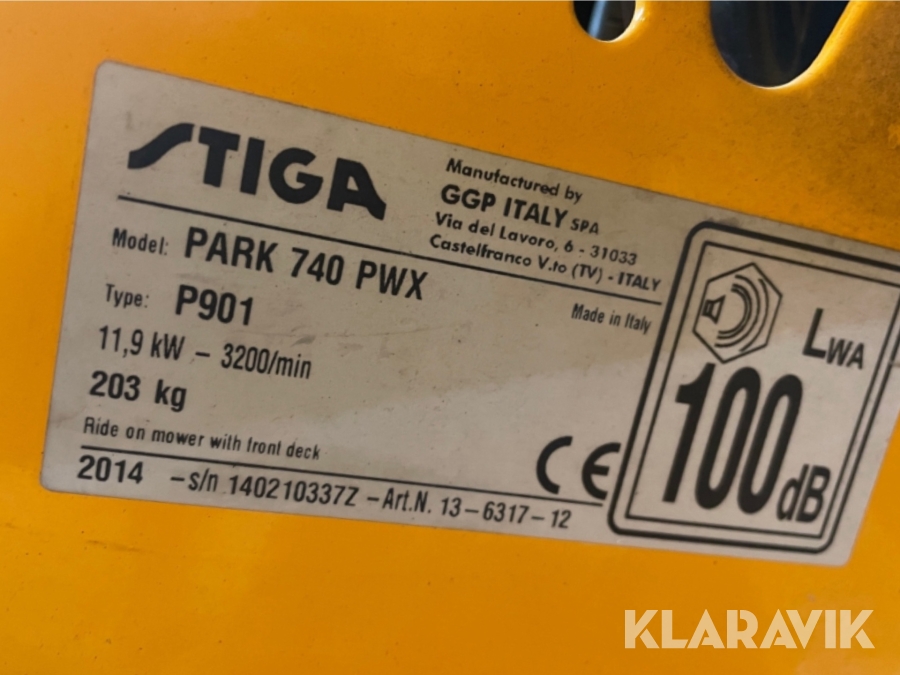 STIGA
Manufactured by
GGP ITALY SPA
Via del Lavoro, 6 - 31033
Castelfranco V.to (TV) - ITALY
Made in Italy
Model: PARK 740 PWX
Type: P901
11,9 kW - 3200/min
203 kg
Ride on mower with front deck
2014 -s/n 140210337Z -Art.N. 13-6317-12
CE
LWA
100 dB
KLARAVIK